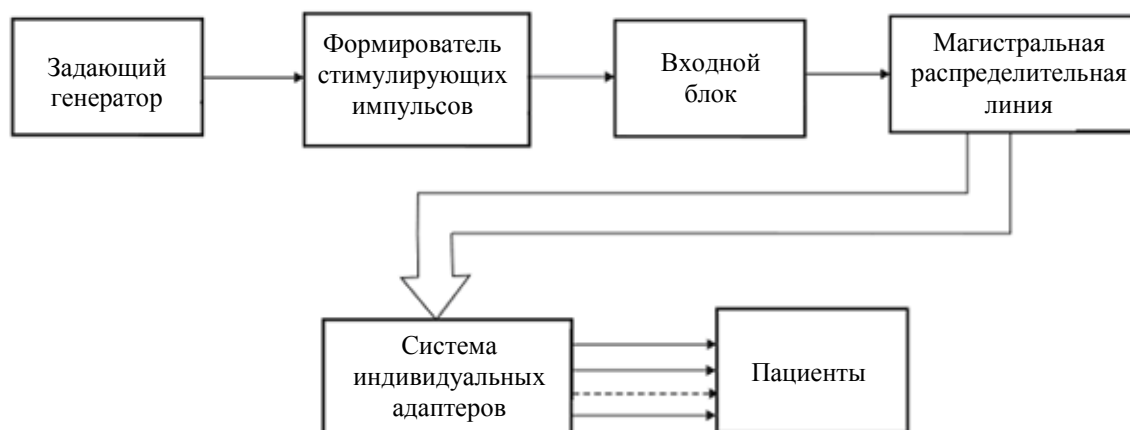 Задающий
генератор
Формирователь
стимулирующих
импульсов
Входной
блок
Магистральная
распределительная
линия
Система
индивидуальных
адаптеров
Пациенты